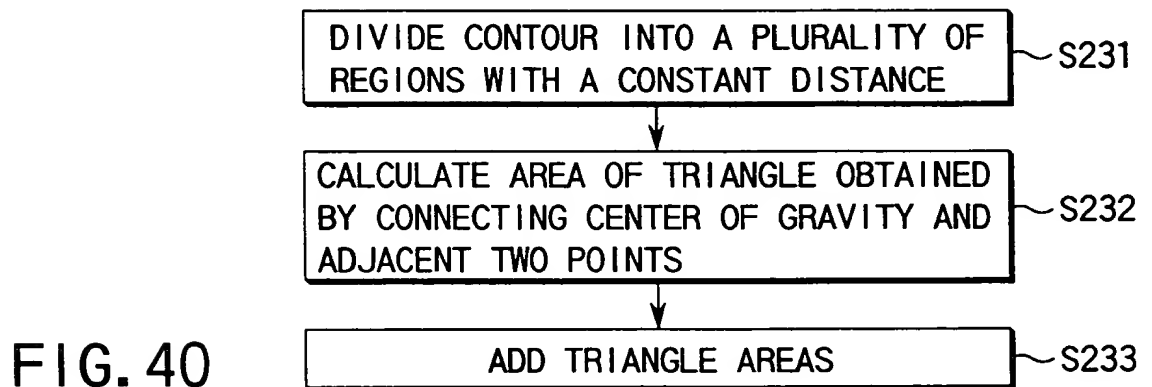 DIVIDE CONTOUR INTO A PLURALITY OF
REGIONS WITH A CONSTANT DISTANCE
S231
CALCULATE AREA OF TRIANGLE OBTAINED
BY CONNECTING CENTER OF GRAVITY AND
ADJACENT TWO POINTS
S232
ADD TRIANGLE AREAS
S233
FIG. 40